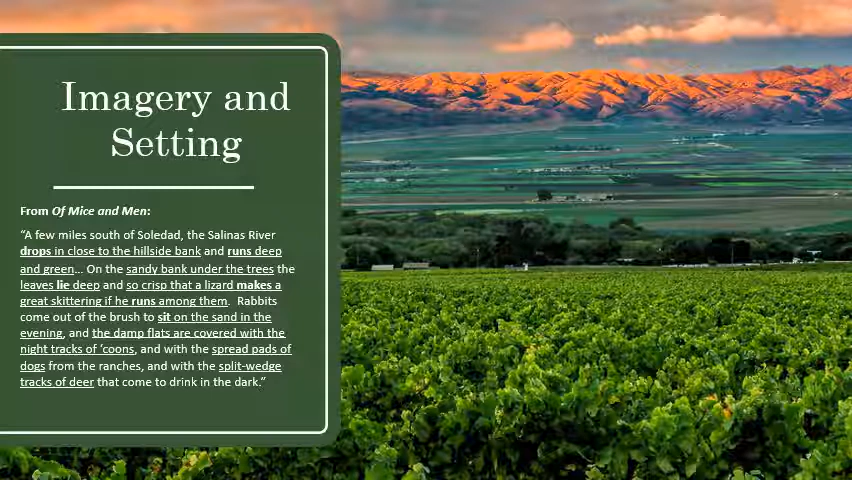 Imagery and
Setting
From Of Mice and Men:
“A few miles south of Soledad, the Salinas River
drops in close to the hillside bank and runs deep
and green… On the sandy bank under the trees the
leaves lie deep and so crisp that a lizard makes a
great skittering if he runs among them.  Rabbits
come out of the brush to sit on the sand in the
evening, and the damp flats are covered with the
night tracks of ‘coons, and with the spread pads of
dogs from the ranches, and with the split-wedge
tracks of deer that come to drink in the dark.”